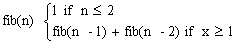 fib(n) { 1 if n ≤ 2
fib(n - 1) + fib(n - 2) if x ≥ 1